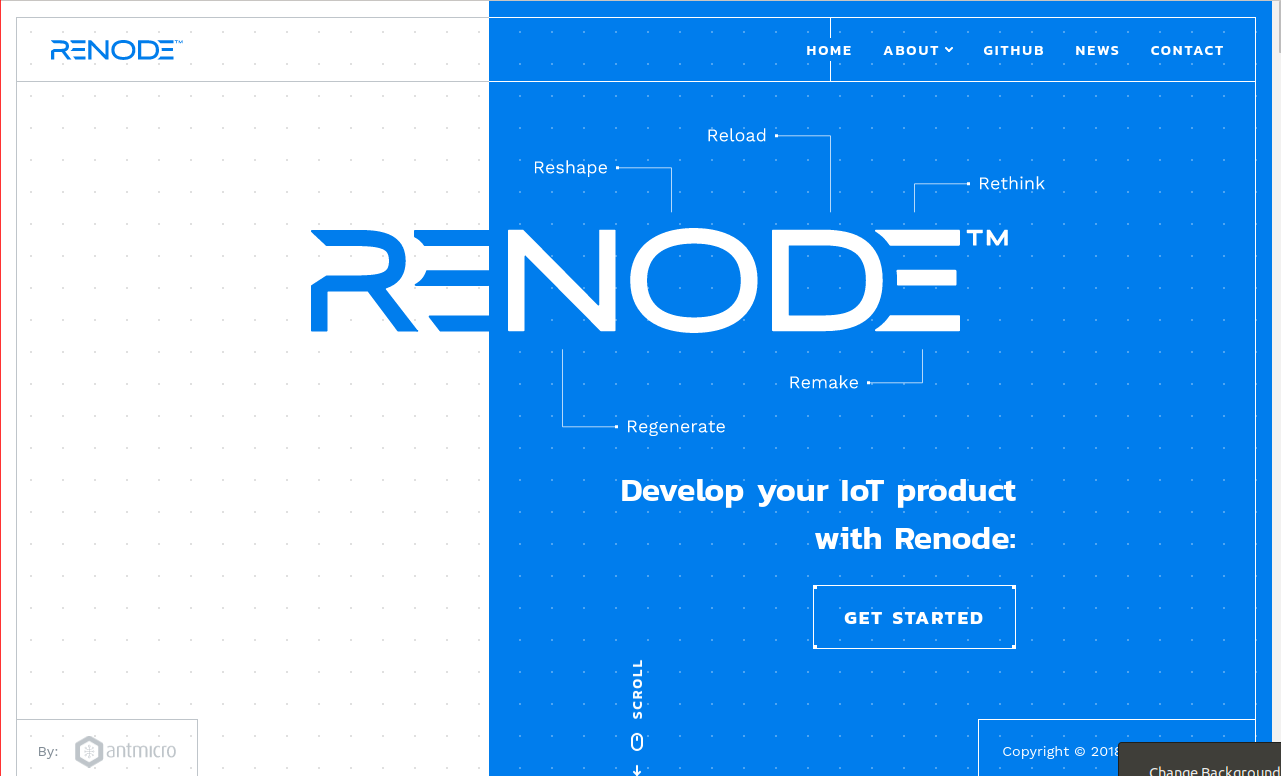 RENODE™
HOME ABOUT GITHUB NEWS CONTACT
Reload
Reshape
Rethink
RENODE™
Remake
Regenerate
Develop your IoT product
with Renode:
GET STARTED
SCROLL
By: antmicro
Copyright © 2018
Change Background